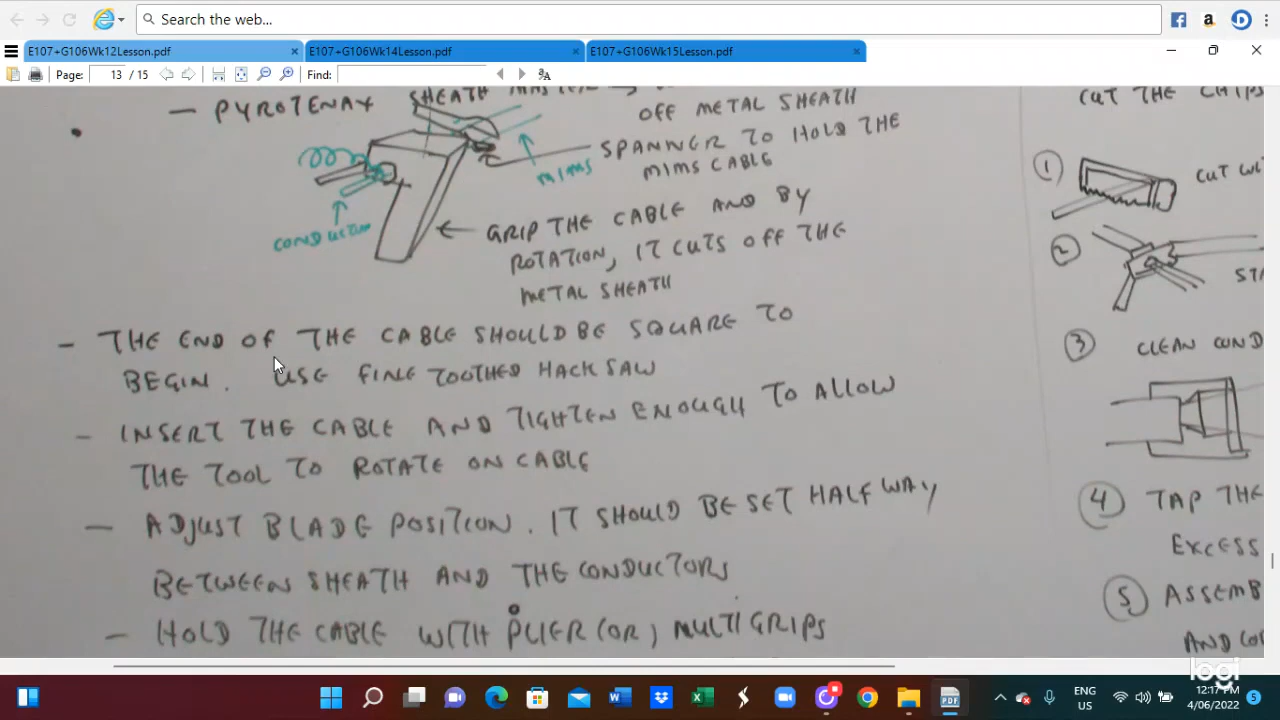 Search the web...
E107+G106Wk12Lesson.pdf
E107+G106Wk14Lesson.pdf
E107+G106Wk15Lesson.pdf
Page: 13 / 15
Find:
- PYROTENAX
SHEATH
OFF METAL SHEATH
SPANNER TO HOLD THE
MIMS CABLE
MIMS
CONDUCTOR
GRIP THE CABLE AND BY
ROTATION, IT CUTS OFF THE
METAL SHEATH
- THE END OF THE CABLE SHOULD BE SQUARE TO
BEGIN. USE FINE TOOTHED HACK SAW
- INSERT THE CABLE AND TIGHTEN ENOUGH TO ALLOW
THE TOOL TO ROTATE ON CABLE
- ADJUST BLADE POSITION. IT SHOULD BE SET HALF WAY
BETWEEN SHEATH AND THE CONDUCTORS
- HOLD THE CABLE WITH PLIER (OR) MULTIGRIPS
CUT THE CHIPS
① CUT
②
STA
③ CLEAN COND
④ TAP THE
EXCESS
⑤ ASSEMB
AND CO
logi
ENG
US
12:17 PM
4/06/2022
5